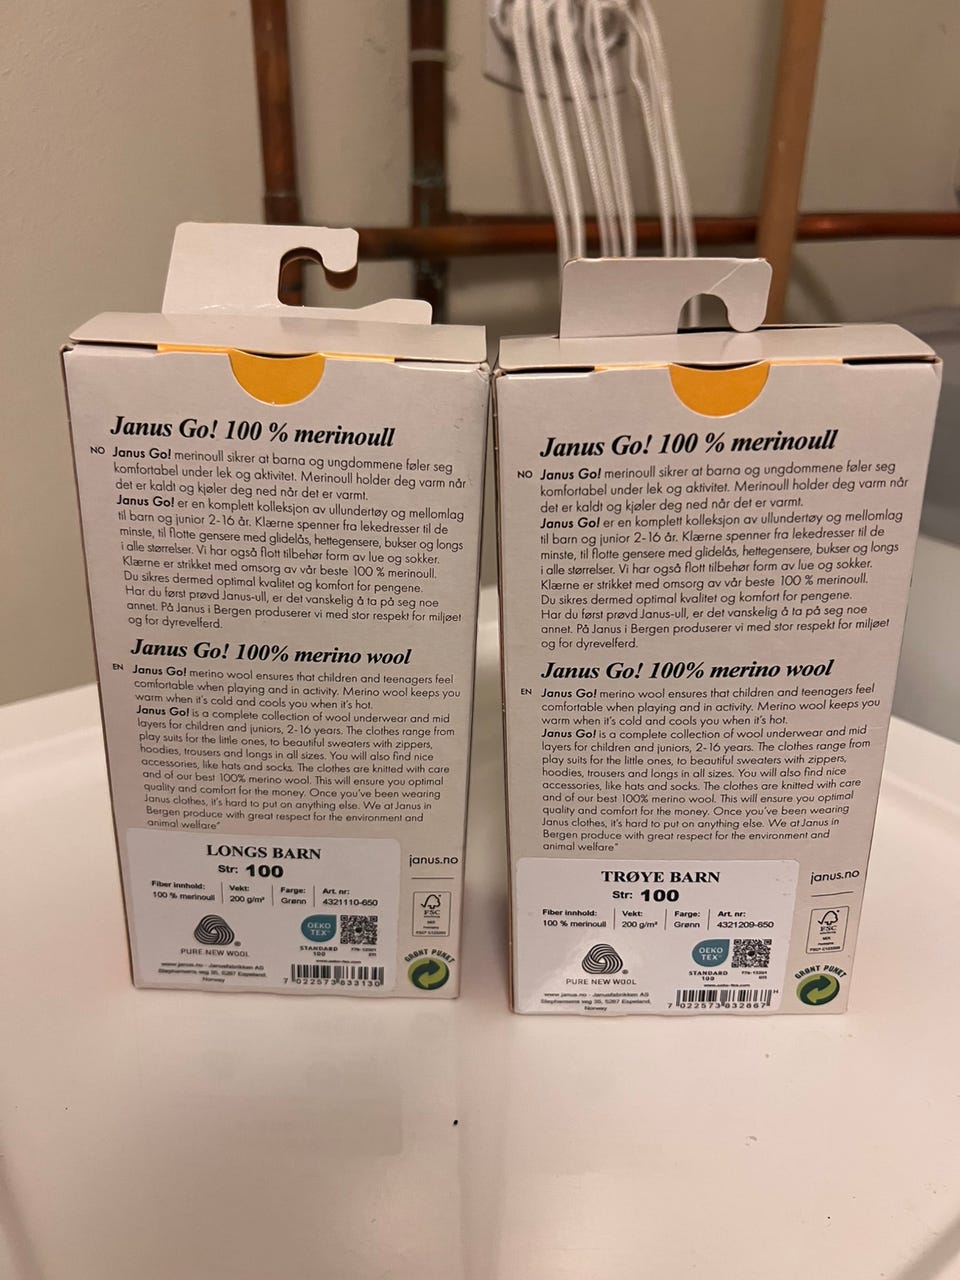 Janus Go! 100 % merinoull
NO Janus Go! merinoull sikrer at barna og ungdommene føler seg
komfortabel under lek og aktivitet. Merinoull holder deg varm når
det er kaldt og kjøler deg ned når det er varmt.
Janus Go! er en komplett kolleksjon av ullundertøy og mellomlag
til barn og junior 2-16 år. Klærne spenner fra lekedresser til de
minste, til flotte gensere med glidelås, hettegensere, bukser og longs
i alle størrelser. Vi har også flott tilbehør form av lue og sokker.
Klærne er strikket med omsorg av vår beste 100 % merinoull.
Du sikres dermed optimal kvalitet og komfort for pengene.
Har du først prøvd Janus-ull, er det vanskelig å ta på seg noe
annet. På Janus i Bergen produserer vi med stor respekt for miljøet
og for dyrevelferd.
Janus Go! 100% merino wool
EN Janus Go! merino wool ensures that children and teenagers feel
comfortable when playing and in activity. Merino wool keeps you
warm when it's cold and cools you when it's hot.
Janus Go! is a complete collection of wool underwear and mid
layers for children and juniors, 2-16 years. The clothes range from
play suits for the little ones, to beautiful sweaters with zippers,
hoodies, trousers and longs in all sizes. You will also find nice
accessories, like hats and socks. The clothes are knitted with care
and of our best 100% merino wool. This will ensure you optimal
quality and comfort for the money. Once you've been wearing
Janus clothes, it's hard to put on anything else. We at Janus in
Bergen produce with great respect for the environment and
animal welfare"
LONGS BARN
Str: 100
Fiber innhold: Vekt: Farge: Art. nr:
100 % merinoull 200 g/m² Grønn 4321110-650
PURE NEW WOOL
OEKO
TEX®
STANDARD
100
www.janus.no - Janusfabrikken AS
Stephansens veg 35, 5267 Espeland,
Norway
7 022573 833130
janus.no
FSC
GRØNT PUNKT
Janus Go! 100 % merinoull
NO Janus Go! merinoull sikrer at barna og ungdommene føler seg
komfortabel under lek og aktivitet. Merinoull holder deg varm når
det er kaldt og kjøler deg ned når det er varmt.
Janus Go! er en komplett kolleksjon av ullundertøy og mellomlag
til barn og junior 2-16 år. Klærne spenner fra lekedresser til de
minste, til flotte gensere med glidelås, hettegensere, bukser og longs
i alle størrelser. Vi har også flott tilbehør form av lue og sokker.
Klærne er strikket med omsorg av vår beste 100 % merinoull.
Du sikres dermed optimal kvalitet og komfort for pengene.
Har du først prøvd Janus-ull, er det vanskelig å ta på seg noe
annet. På Janus i Bergen produserer vi med stor respekt for miljøet
og for dyrevelferd.
Janus Go! 100% merino wool
EN Janus Go! merino wool ensures that children and teenagers feel
comfortable when playing and in activity. Merino wool keeps you
warm when it's cold and cools you when it's hot.
Janus Go! is a complete collection of wool underwear and mid
layers for children and juniors, 2-16 years. The clothes range from
play suits for the little ones, to beautiful sweaters with zippers,
hoodies, trousers and longs in all sizes. You will also find nice
accessories, like hats and socks. The clothes are knitted with care
and of our best 100% merino wool. This will ensure you optimal
quality and comfort for the money. Once you've been wearing
Janus clothes, it's hard to put on anything else. We at Janus in
Bergen produce with great respect for the environment and
animal welfare"
TRØYE BARN
Str: 100
Fiber innhold: Vekt: Farge: Art. nr:
100 % merinoull 200 g/m² Grønn 4321209-650
PURE NEW WOOL
OEKO
TEX®
STANDARD
100
www.janus.no - Janusfabrikken AS
Stephansens veg 35, 5267 Espeland,
Norway
7 022573 832867
janus.no
FSC
GRØNT PUNKT